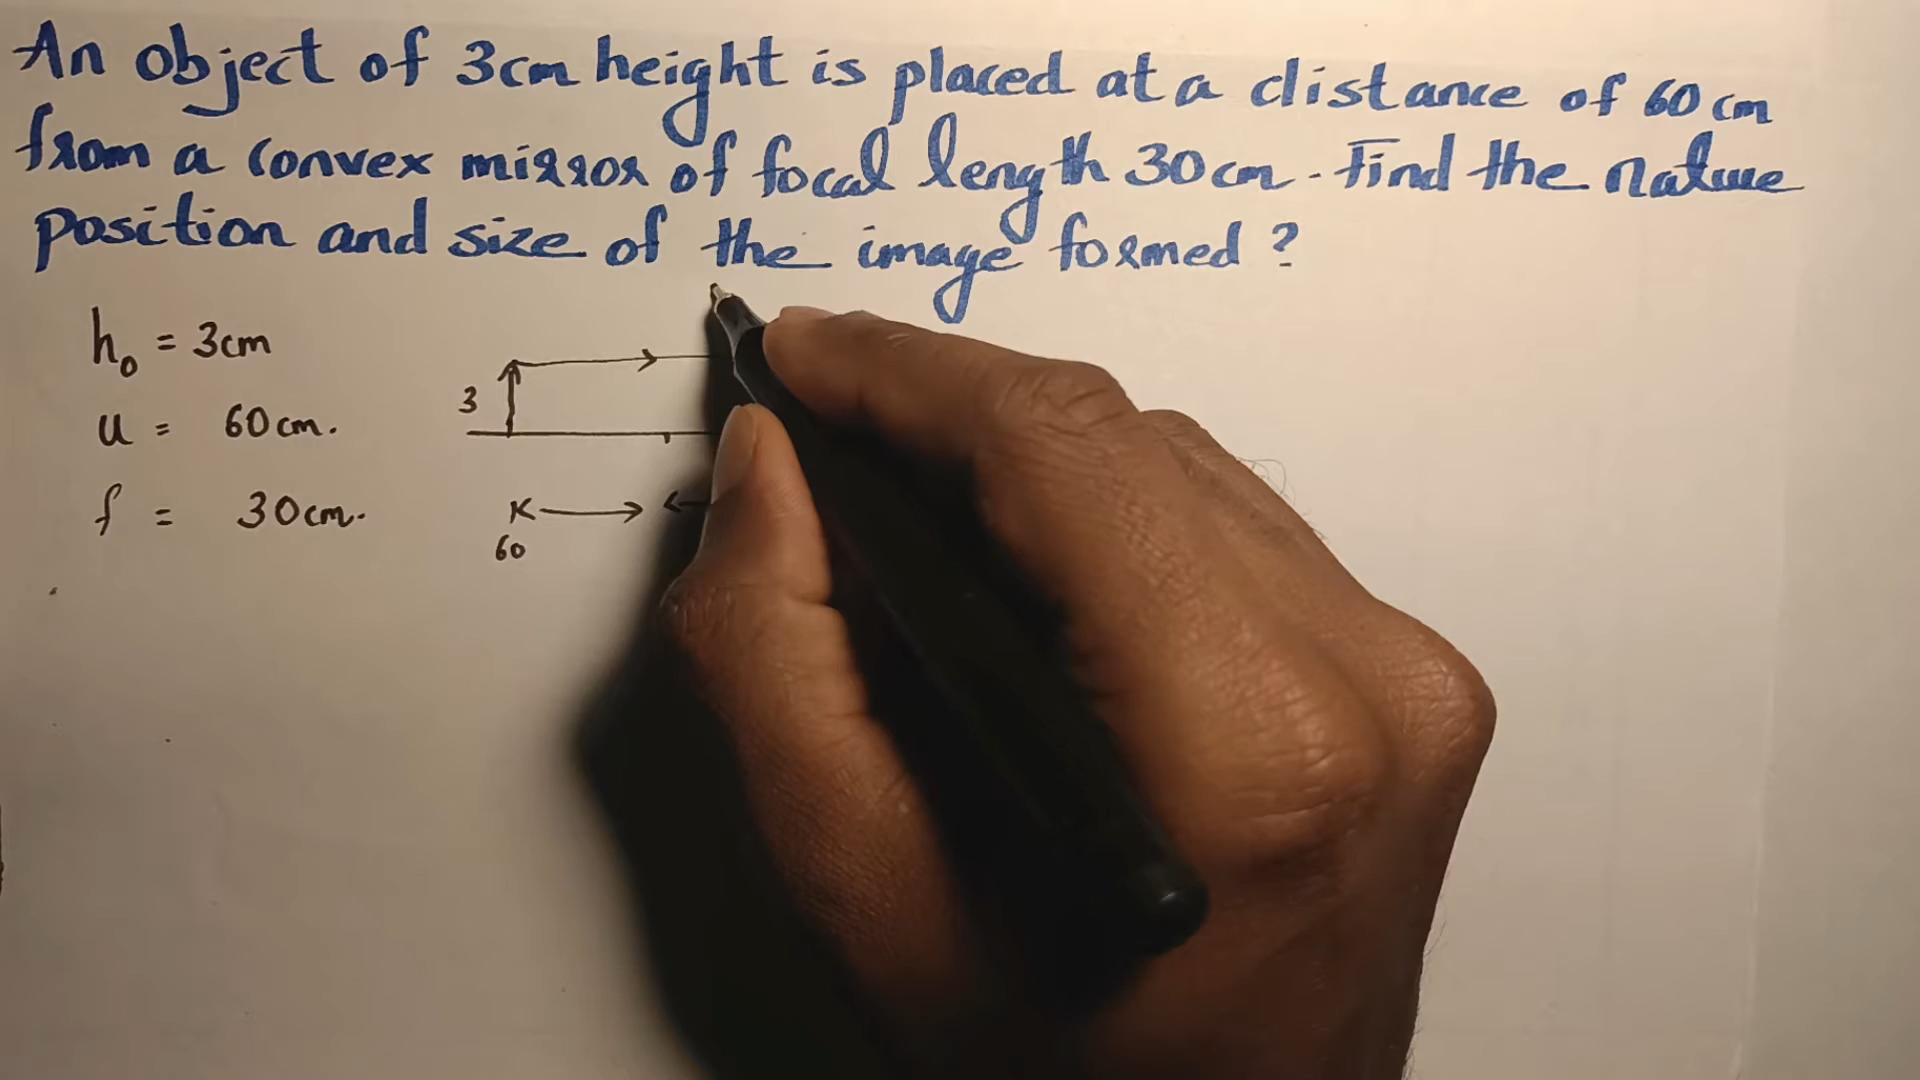 An object of 3cm height is placed at a distance of 60 cm
from a convex mirror of focal length 30 cm. Find the nature
position and size of the image formed ?
h₀ = 3cm
u = 60 cm.
f = 30 cm.
3
60